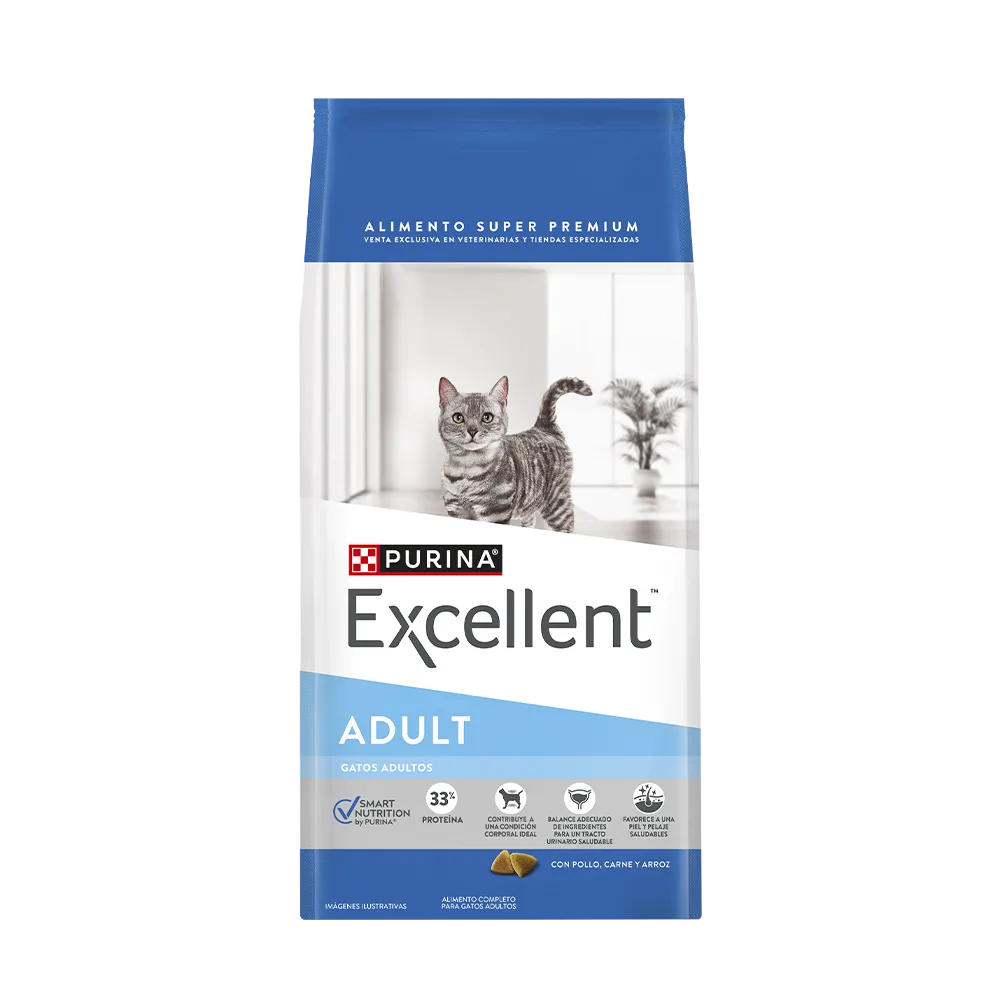 ALIMENTO SUPER PREMIUM
VENTA EXCLUSIVA EN VETERINARIAS Y TIENDAS ESPECIALIZADAS
PURINA®
Excellent™
ADULT
GATOS ADULTOS
SMART
NUTRITION
by PURINA®
33%
PROTEÍNA
CONTRIBUYE A
UNA CONDICIÓN
CORPORAL IDEAL
BALANCE ADECUADO
DE INGREDIENTES
PARA UN TRACTO
URINARIO SALUDABLE
FAVORECE A UNA
PIEL Y PELAJE
SALUDABLES
CON POLLO, CARNE Y ARROZ
IMÁGENES ILUSTRATIVAS
ALIMENTO COMPLETO
PARA GATOS ADULTOS